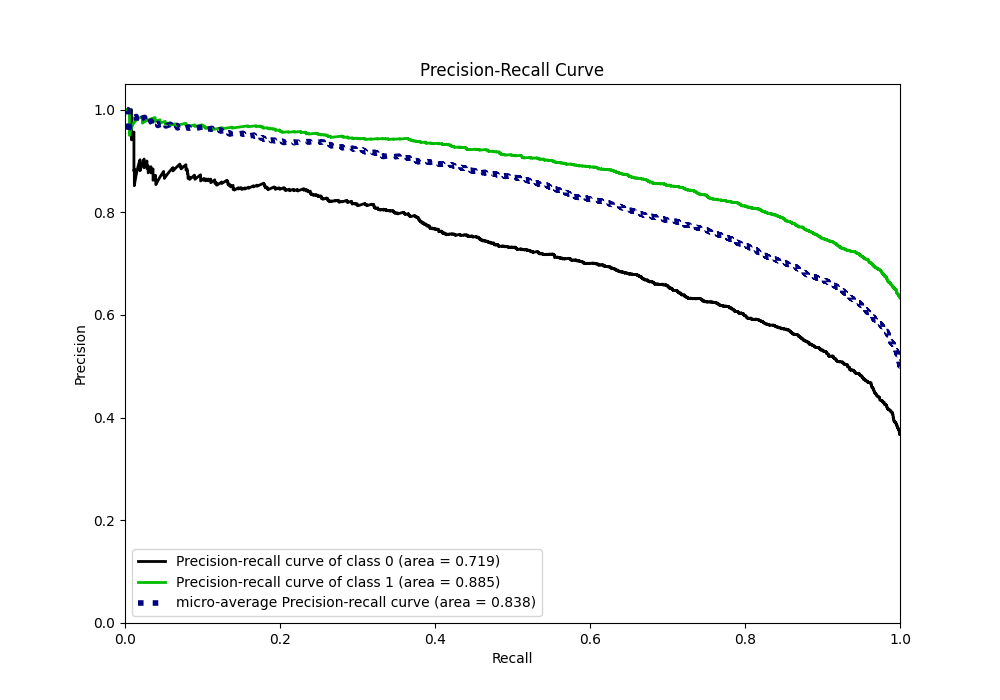 Precision-Recall Curve
1.0
0.8
0.6
0.4
0.2
0.0
Precision
Precision-recall curve of class 0 (area = 0.719)
Precision-recall curve of class 1 (area = 0.885)
micro-average Precision-recall curve (area = 0.838)
0.0 0.2 0.4 0.6 0.8 1.0
Recall